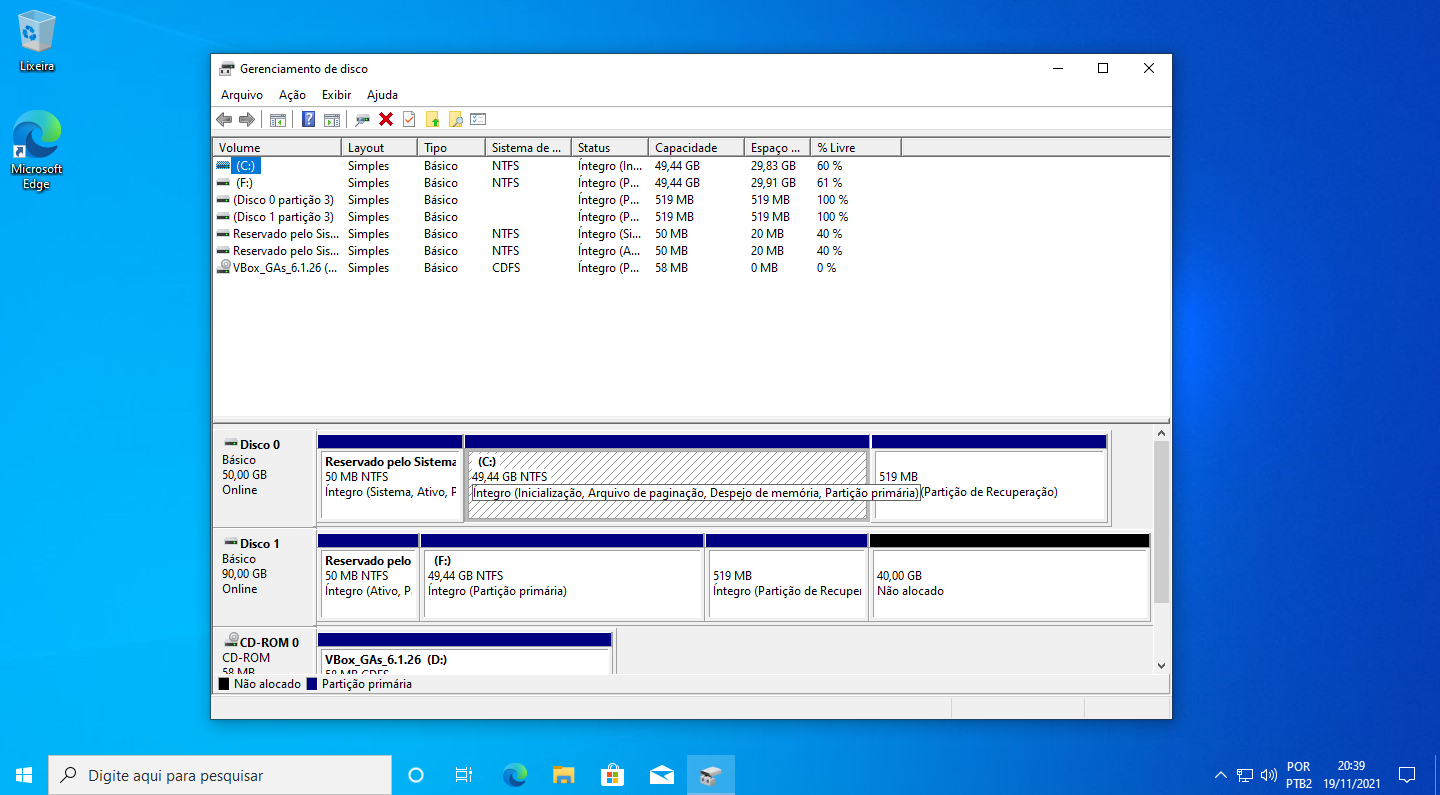 Lixeira
Microsoft
Edge
Gerenciamento de disco
Arquivo Ação Exibir Ajuda
Volume Layout Tipo Sistema de ... Status Capacidade Espaço ... % Livre
(C:) Simples Básico NTFS Íntegro (In... 49,44 GB 29,83 GB 60 %
(F:) Simples Básico NTFS Íntegro (P... 49,44 GB 29,91 GB 61 %
(Disco 0 partição 3) Simples Básico Íntegro (P... 519 MB 519 MB 100 %
(Disco 1 partição 3) Simples Básico Íntegro (P... 519 MB 519 MB 100 %
Reservado pelo Sis... Simples Básico NTFS Íntegro (Si... 50 MB 20 MB 40 %
Reservado pelo Sis... Simples Básico NTFS Íntegro (A... 50 MB 20 MB 40 %
VBox_GAs_6.1.26 (... Simples Básico CDFS Íntegro (P... 58 MB 0 MB 0 %
Disco 0
Básico
50,00 GB
Online
Reservado pelo Sistema
50 MB NTFS
Íntegro (Sistema, Ativo, P
(C:)
49,44 GB NTFS
Íntegro (Inicialização, Arquivo de paginação, Despejo de memória, Partição primária)
519 MB
(Partição de Recuperação)
Disco 1
Básico
90,00 GB
Online
Reservado pelo
50 MB NTFS
Íntegro (Ativo, P
(F:)
49,44 GB NTFS
Íntegro (Partição primária)
519 MB
Íntegro (Partição de Recuper
40,00 GB
Não alocado
CD-ROM 0
CD-ROM
58 MB
VBox_GAs_6.1.26 (D:)
58 MB CDFS
Não alocado Partição primária
Digite aqui para pesquisar
POR
PTB2
20:39
19/11/2021